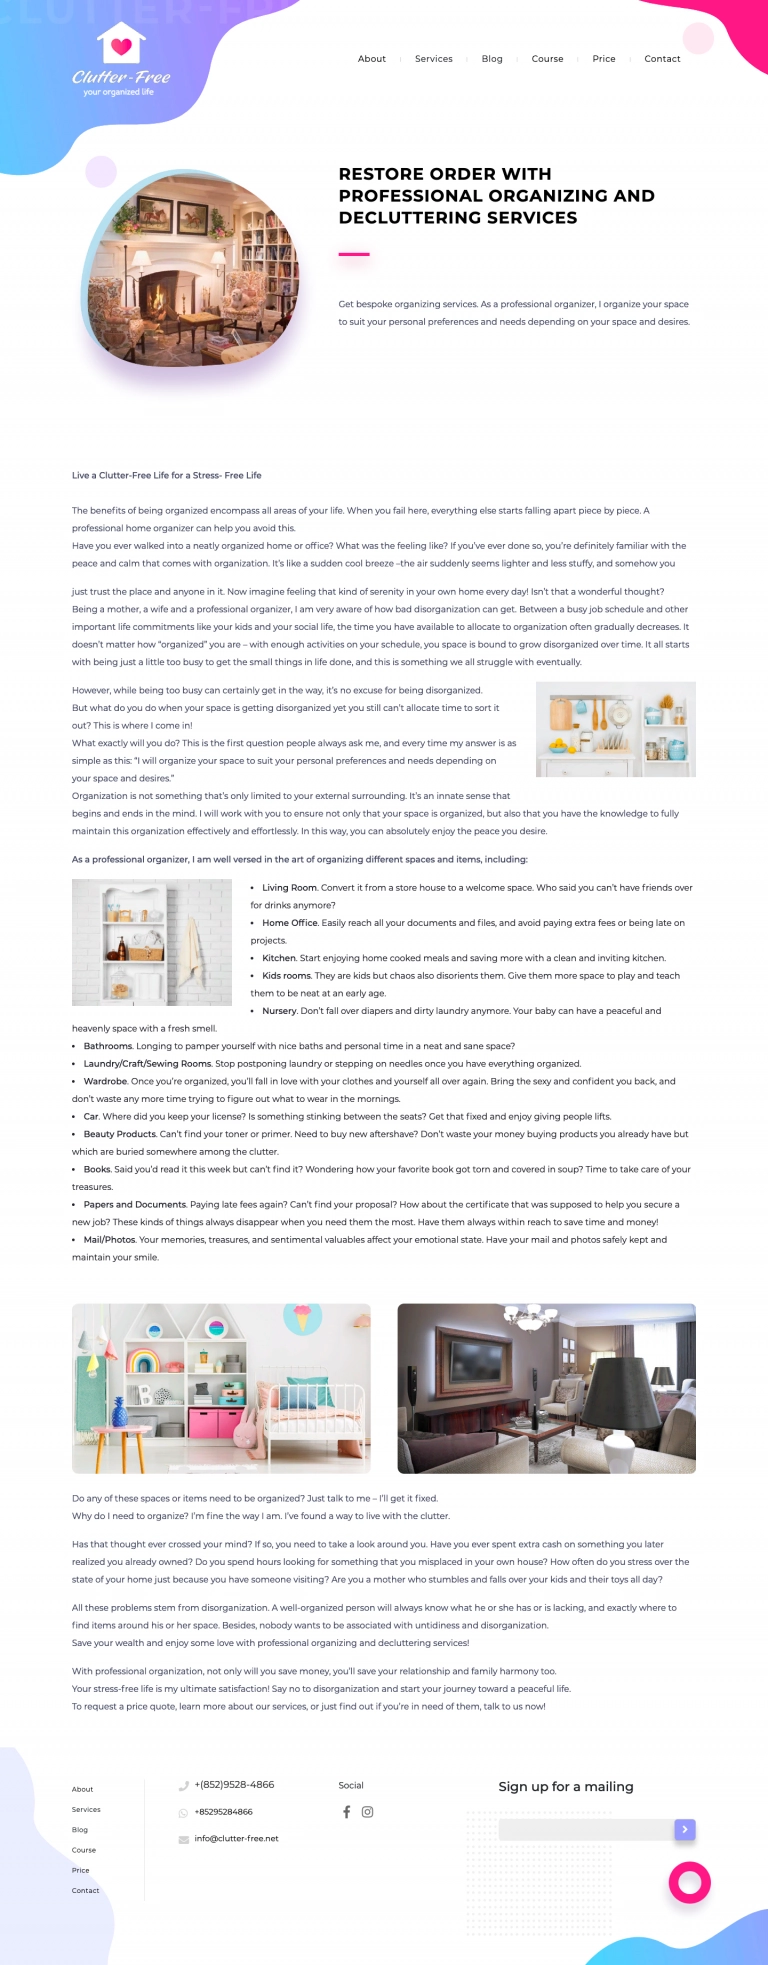 CLUTTER-FR
Clutter-Free
your organized life
About
Services
Blog
Course
Price
Contact
RESTORE ORDER WITH
PROFESSIONAL ORGANIZING AND
DECLUTTERING SERVICES
Get bespoke organizing services. As a professional organizer, I organize your space
to suit your personal preferences and needs depending on your space and desires.
Live a Clutter-Free Life for a Stress- Free Life
The benefits of being organized encompass all areas of your life. When you fail here, everything else starts falling apart piece by piece. A
professional home organizer can help you avoid this.
Have you ever walked into a neatly organized home or office? What was the feeling like? If you've ever done so, you're definitely familiar with the
peace and calm that comes with organization. It's like a sudden cool breeze –the air suddenly seems lighter and less stuffy, and somehow you
just trust the place and anyone in it. Now imagine feeling that kind of serenity in your own home every day! Isn't that a wonderful thought?
Being a mother, a wife and a professional organizer, I am very aware of how bad disorganization can get. Between a busy job schedule and other
important life commitments like your kids and your social life, the time you have available to allocate to organization often gradually decreases. It
doesn't matter how "organized" you are – with enough activities on your schedule, you space is bound to grow disorganized over time. It all starts
with being just a little too busy to get the small things in life done, and this is something we all struggle with eventually.
However, while being too busy can certainly get in the way, it's no excuse for being disorganized.
But what do you do when your space is getting disorganized yet you still can't allocate time to sort it
out? This is where I come in!
What exactly will you do? This is the first question people always ask me, and every time my answer is as
simple as this: "I will organize your space to suit your personal preferences and needs depending on
your space and desires."
Organization is not something that's only limited to your external surrounding. It's an innate sense that
begins and ends in the mind. I will work with you to ensure not only that your space is organized, but also that you have the knowledge to fully
maintain this organization effectively and effortlessly. In this way, you can absolutely enjoy the peace you desire.
As a professional organizer, I am well versed in the art of organizing different spaces and items, including:
• Living Room. Convert it from a store house to a welcome space. Who said you can't have friends over
for drinks anymore?
• Home Office. Easily reach all your documents and files, and avoid paying extra fees or being late on
projects.
• Kitchen. Start enjoying home cooked meals and saving more with a clean and inviting kitchen.
• Kids rooms. They are kids but chaos also disorients them. Give them more space to play and teach
them to be neat at an early age.
• Nursery. Don't fall over diapers and dirty laundry anymore. Your baby can have a peaceful and
heavenly space with a fresh smell.
• Bathrooms. Longing to pamper yourself with nice baths and personal time in a neat and sane space?
• Laundry/Craft/Sewing Rooms. Stop postponing laundry or stepping on needles once you have everything organized.
• Wardrobe. Once you're organized, you'll fall in love with your clothes and yourself all over again. Bring the sexy and confident you back, and
don't waste any more time trying to figure out what to wear in the mornings.
• Car. Where did you keep your license? Is something stinking between the seats? Get that fixed and enjoy giving people lifts.
• Beauty Products. Can't find your toner or primer. Need to buy new aftershave? Don't waste your money buying products you already have but
which are buried somewhere among the clutter.
• Books. Said you'd read it this week but can't find it? Wondering how your favorite book got torn and covered in soup? Time to take care of your
treasures.
• Papers and Documents. Paying late fees again? Can't find your proposal? How about the certificate that was supposed to help you secure a
new job? These kinds of things always disappear when you need them the most. Have them always within reach to save time and money!
• Mail/Photos. Your memories, treasures, and sentimental valuables affect your emotional state. Have your mail and photos safely kept and
maintain your smile.
Do any of these spaces or items need to be organized? Just talk to me – I'll get it fixed.
Why do I need to organize? I'm fine the way I am. I've found a way to live with the clutter.
Has that thought ever crossed your mind? If so, you need to take a look around you. Have you ever spent extra cash on something you later
realized you already owned? Do you spend hours looking for something that you misplaced in your own house? How often do you stress over the
state of your home just because you have someone visiting? Are you a mother who stumbles and falls over your kids and their toys all day?
All these problems stem from disorganization. A well-organized person will always know what he or she has or is lacking, and exactly where to
find items around his or her space. Besides, nobody wants to be associated with untidiness and disorganization.
Save your wealth and enjoy some love with professional organizing and decluttering services!
With professional organization, not only will you save money, you'll save your relationship and family harmony too.
Your stress-free life is my ultimate satisfaction! Say no to disorganization and start your journey toward a peaceful life.
To request a price quote, learn more about our services, or just find out if you're in need of them, talk to us now!
About
Services
Blog
Course
Price
Contact
+(852)9528-4866
+85295284866
info@clutter-free.net
Social
Sign up for a mailing